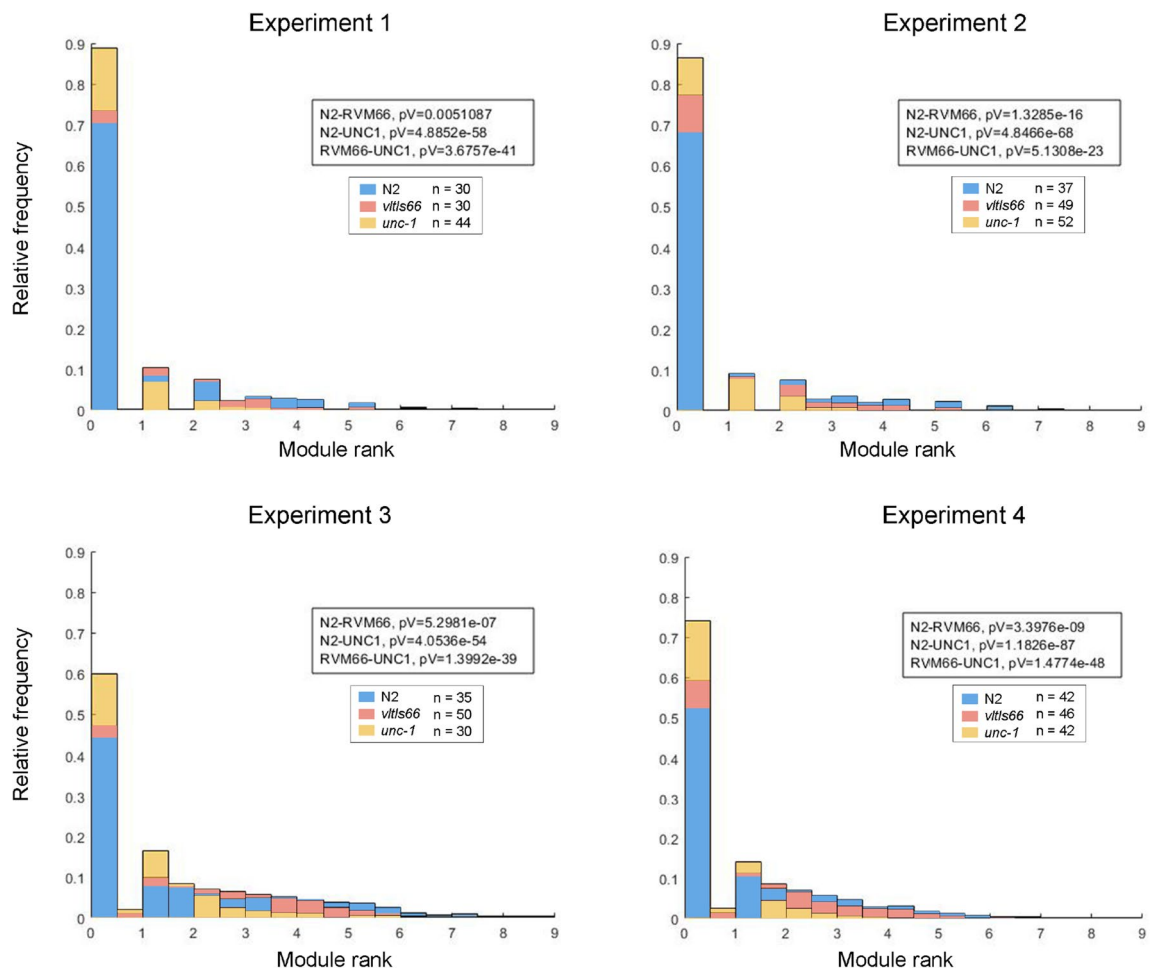 Experiment 1
Relative frequency
0.9
0.8
0.7
0.6
0.5
0.4
0.3
0.2
0.1
0
N2-RVM66, pV=0.0051087
N2-UNC1, pV=4.8852e-58
RVM66-UNC1, pV=3.6757e-41
N2 n = 30
vltIs66 n = 30
unc-1 n = 44
0 1 2 3 4 5 6 7 8 9
Module rank
Experiment 2
0.9
0.8
0.7
0.6
0.5
0.4
0.3
0.2
0.1
0
N2-RVM66, pV=1.3285e-16
N2-UNC1, pV=4.8466e-68
RVM66-UNC1, pV=5.1308e-23
N2 n = 37
vltIs66 n = 49
unc-1 n = 52
0 1 2 3 4 5 6 7 8 9
Module rank
Experiment 3
Relative frequency
0.9
0.8
0.7
0.6
0.5
0.4
0.3
0.2
0.1
0
N2-RVM66, pV=5.2981e-07
N2-UNC1, pV=4.0536e-54
RVM66-UNC1, pV=1.3992e-39
N2 n = 35
vltIs66 n = 50
unc-1 n = 30
0 1 2 3 4 5 6 7 8 9
Module rank
Experiment 4
0.9
0.8
0.7
0.6
0.5
0.4
0.3
0.2
0.1
0
N2-RVM66, pV=3.3976e-09
N2-UNC1, pV=1.1826e-87
RVM66-UNC1, pV=1.4774e-48
N2 n = 42
vltIs66 n = 46
unc-1 n = 42
0 1 2 3 4 5 6 7 8 9
Module rank